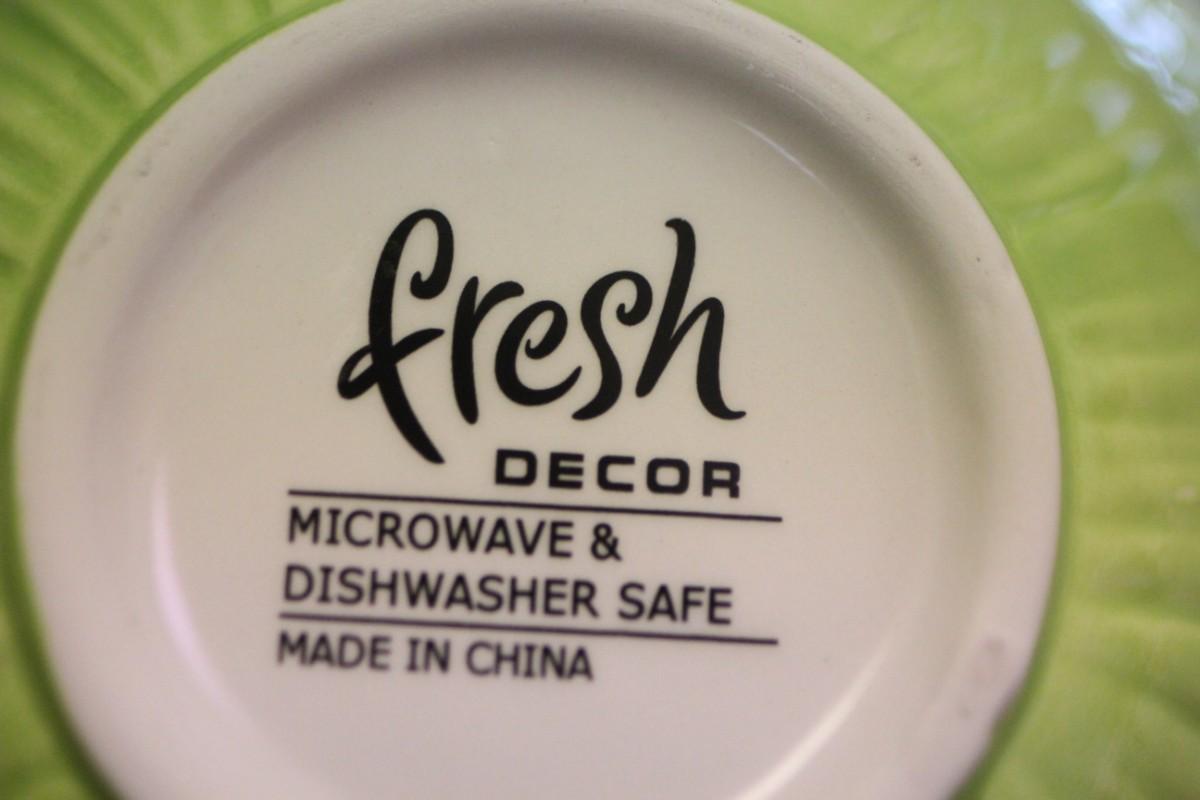 fresh
DECOR
MICROWAVE &
DISHWASHER SAFE
MADE IN CHINA